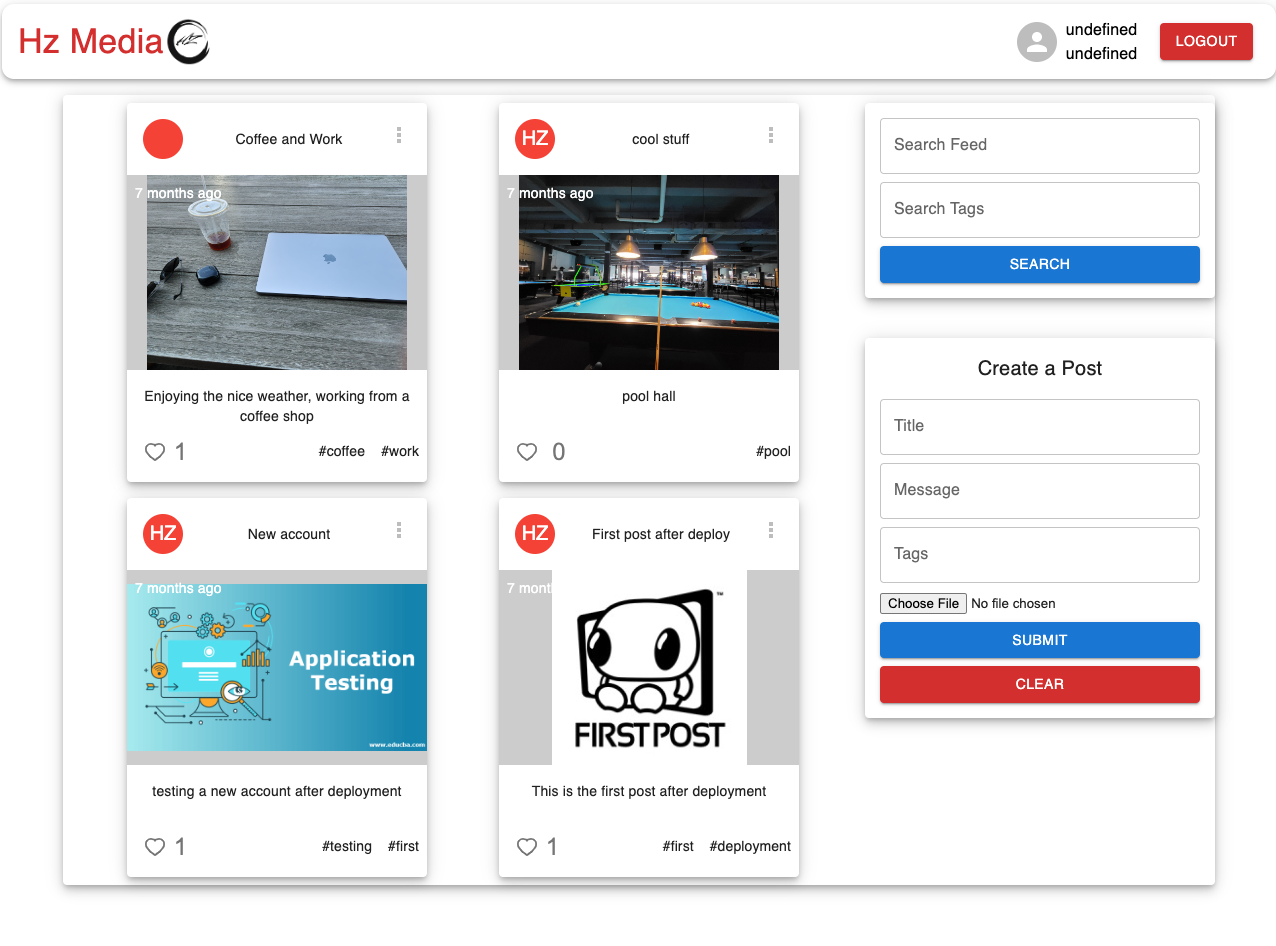 Hz Media
undefined
undefined
LOGOUT
Coffee and Work
7 months ago
Enjoying the nice weather, working from a
coffee shop
1
#coffee #work
HZ
cool stuff
7 months ago
pool hall
0
#pool
HZ
New account
7 months ago
Application
Testing
www.educba.com
testing a new account after deployment
1
#testing #first
HZ
First post after deploy
7 mont
™
FIRST POST
This is the first post after deployment
1
#first #deployment
Search Feed
Search Tags
SEARCH
Create a Post
Title
Message
Tags
Choose File No file chosen
SUBMIT
CLEAR